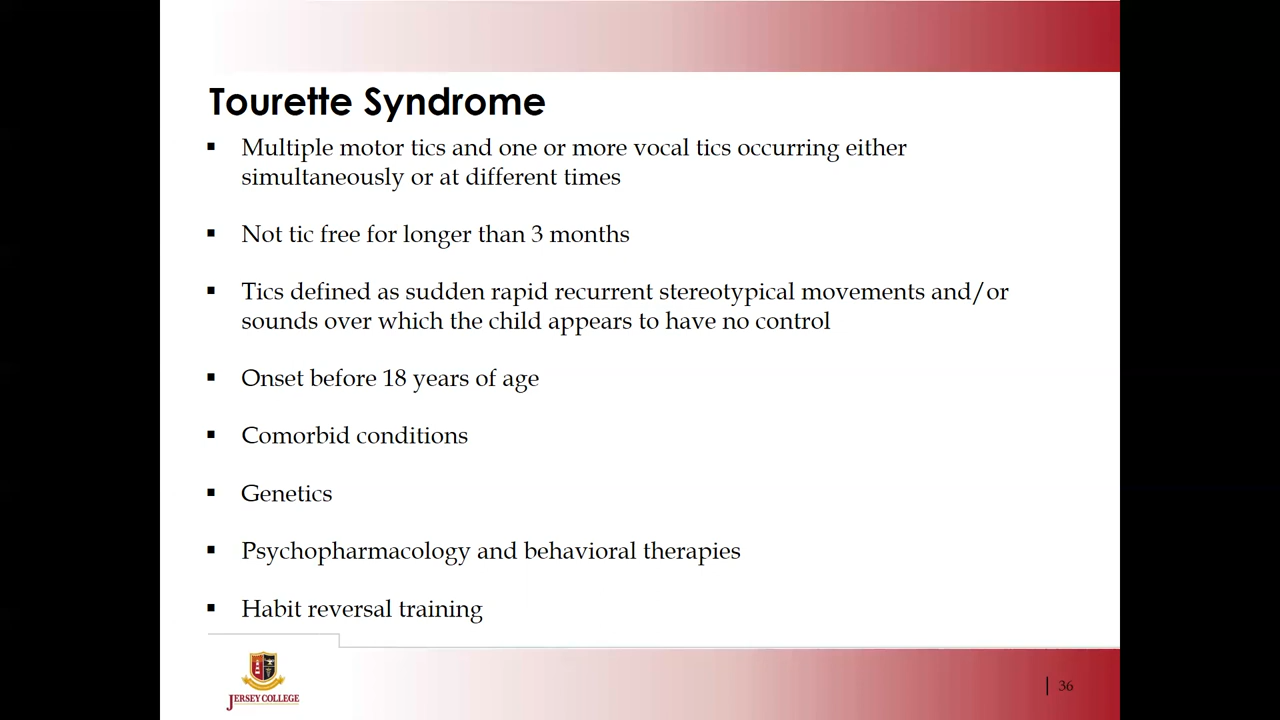 Tourette Syndrome
▪ Multiple motor tics and one or more vocal tics occurring either
simultaneously or at different times
▪ Not tic free for longer than 3 months
▪ Tics defined as sudden rapid recurrent stereotypical movements and/or
sounds over which the child appears to have no control
▪ Onset before 18 years of age
▪ Comorbid conditions
▪ Genetics
▪ Psychopharmacology and behavioral therapies
▪ Habit reversal training
JERSEY COLLEGE
| 36